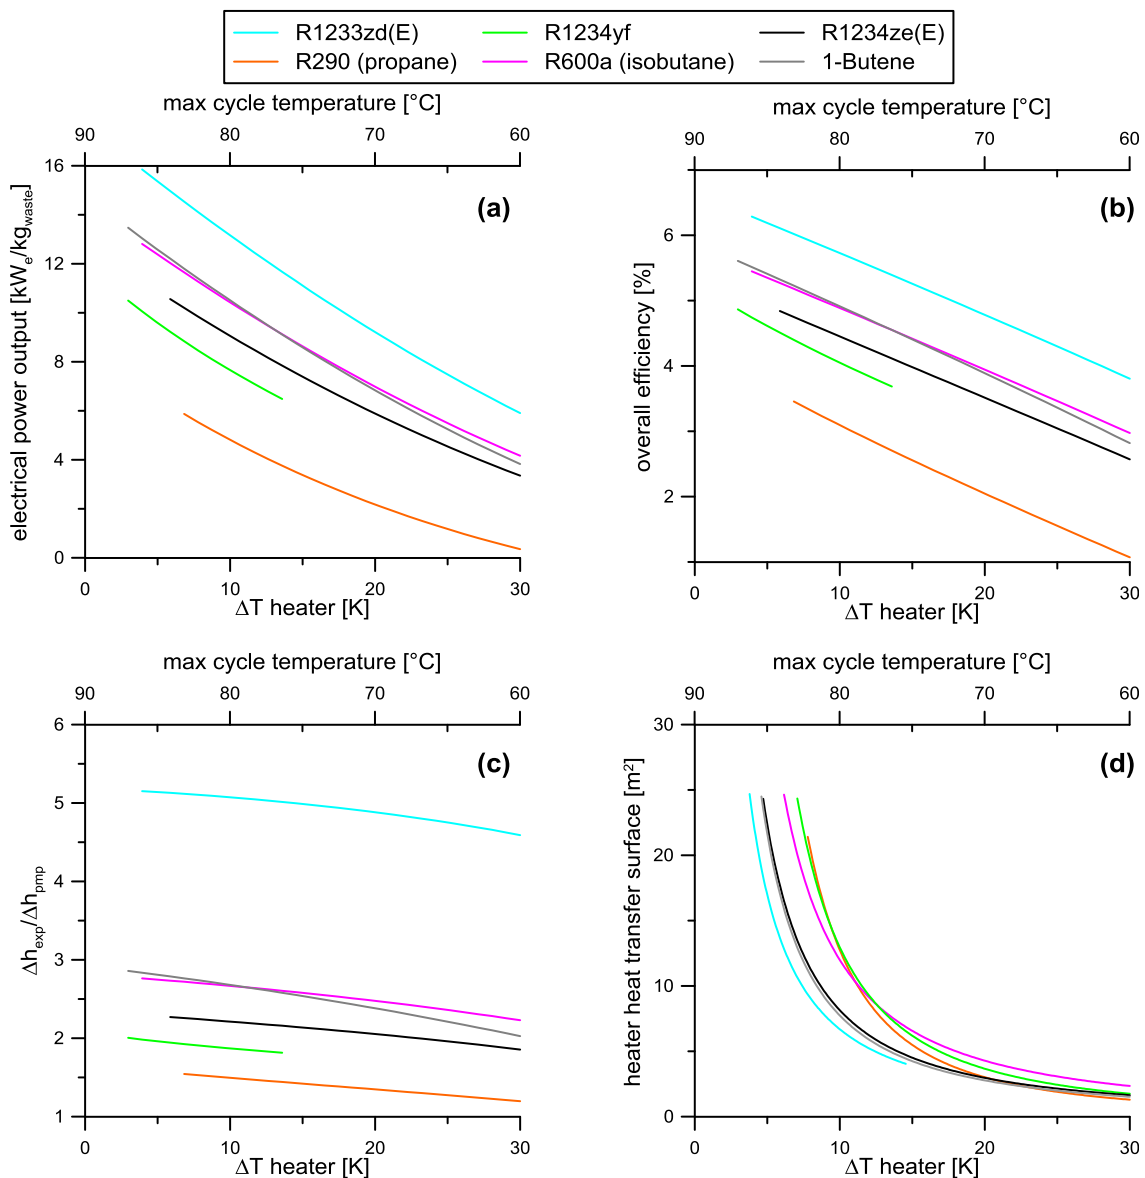 R1233zd(E) R1234yf R1234ze(E)
R290 (propane) R600a (isobutane) 1-Butene
max cycle temperature [°C]
90 80 70 60
16
12
8
4
0
electrical power output [kWe/kgwaste]
(a)
0 10 20 30
ΔT heater [K]
max cycle temperature [°C]
90 80 70 60
6
4
2
overall efficiency [%]
(b)
0 10 20 30
ΔT heater [K]
max cycle temperature [°C]
90 80 70 60
6
5
4
3
2
1
Δhexp/Δhpmp
(c)
0 10 20 30
ΔT heater [K]
max cycle temperature [°C]
90 80 70 60
30
20
10
0
heater heat transfer surface [m²]
(d)
0 10 20 30
ΔT heater [K]